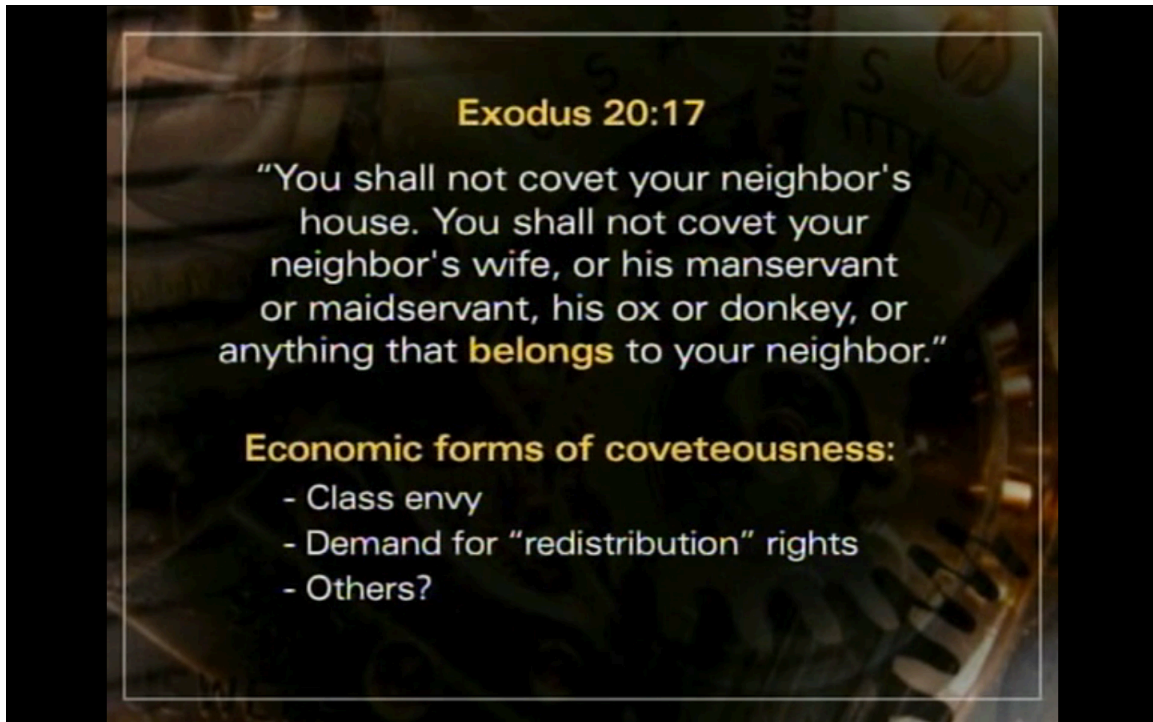 Exodus 20:17
“You shall not covet your neighbor's
house. You shall not covet your
neighbor's wife, or his manservant
or maidservant, his ox or donkey, or
anything that belongs to your neighbor.”
Economic forms of coveteousness:
- Class envy
- Demand for “redistribution” rights
- Others?